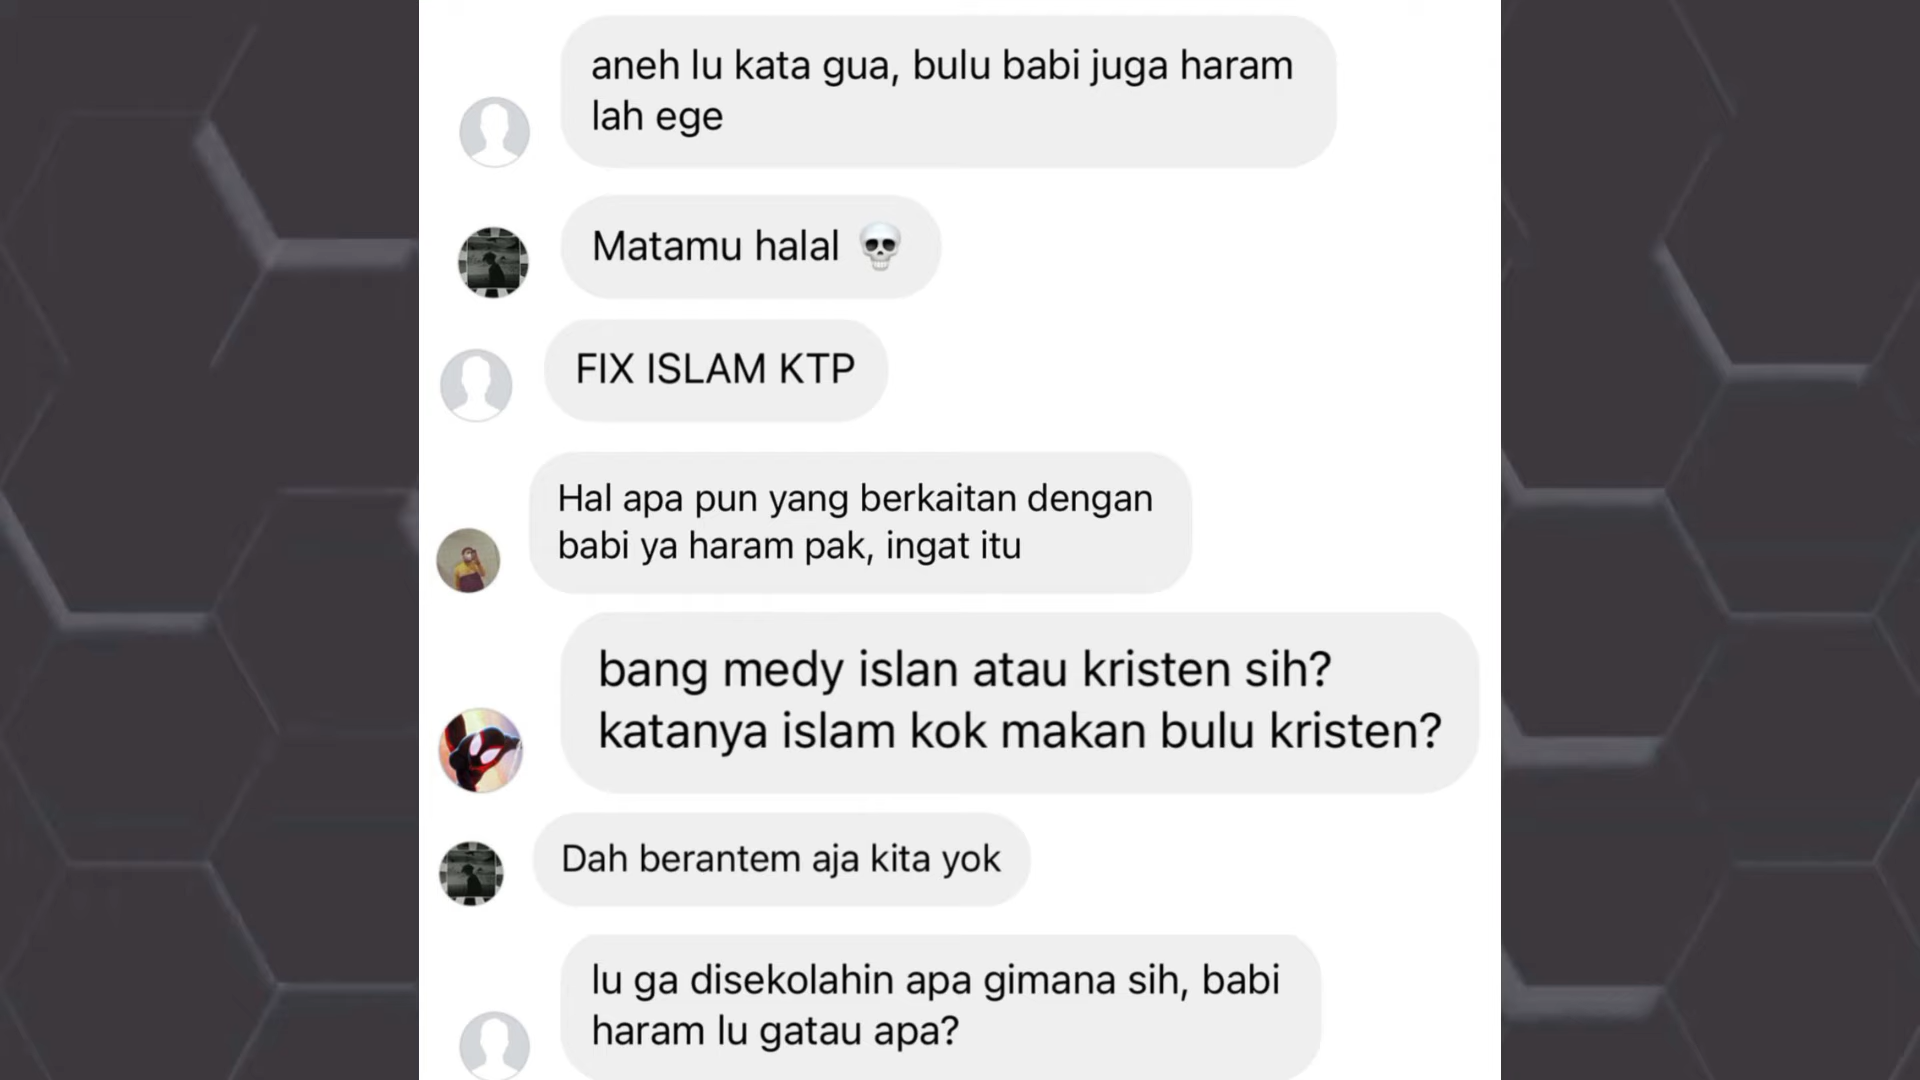 aneh lu kata gua, bulu babi juga haram
lah ege
Matamu halal 💀
FIX ISLAM KTP
Hal apa pun yang berkaitan dengan
babi ya haram pak, ingat itu
bang medy islan atau kristen sih?
katanya islam kok makan bulu kristen?
Dah berantem aja kita yok
lu ga disekolahin apa gimana sih, babi
haram lu gatau apa?